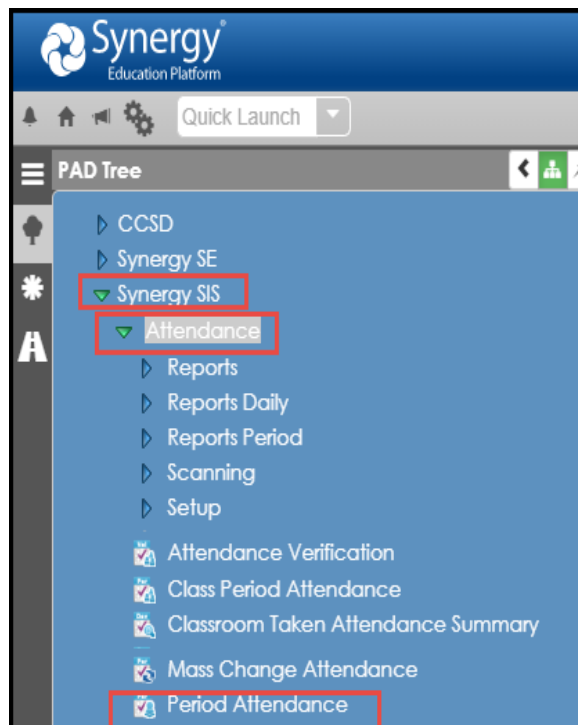 Synergy
Education Platform
Quick Launch
PAD Tree
CCSD
Synergy SE
Synergy SIS
Attendance
Reports
Reports Daily
Reports Period
Scanning
Setup
Attendance Verification
Class Period Attendance
Classroom Taken Attendance Summary
Mass Change Attendance
Period Attendance